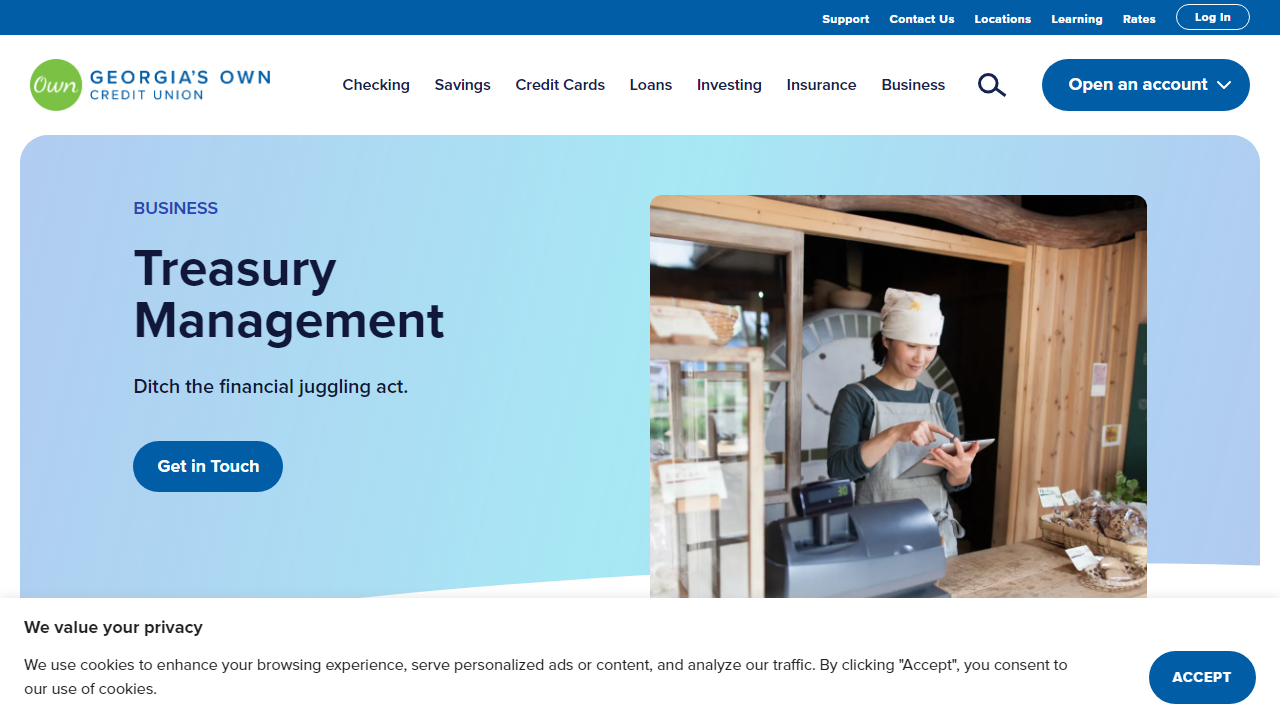 Support Contact Us Locations Learning Rates Log In
Own GEORGIA'S OWN
CREDIT UNION
Checking Savings Credit Cards Loans Investing Insurance Business Open an account
BUSINESS
Treasury
Management
Ditch the financial juggling act.
Get in Touch
We value your privacy
We use cookies to enhance your browsing experience, serve personalized ads or content, and analyze our traffic. By clicking "Accept", you consent to
our use of cookies.
ACCEPT